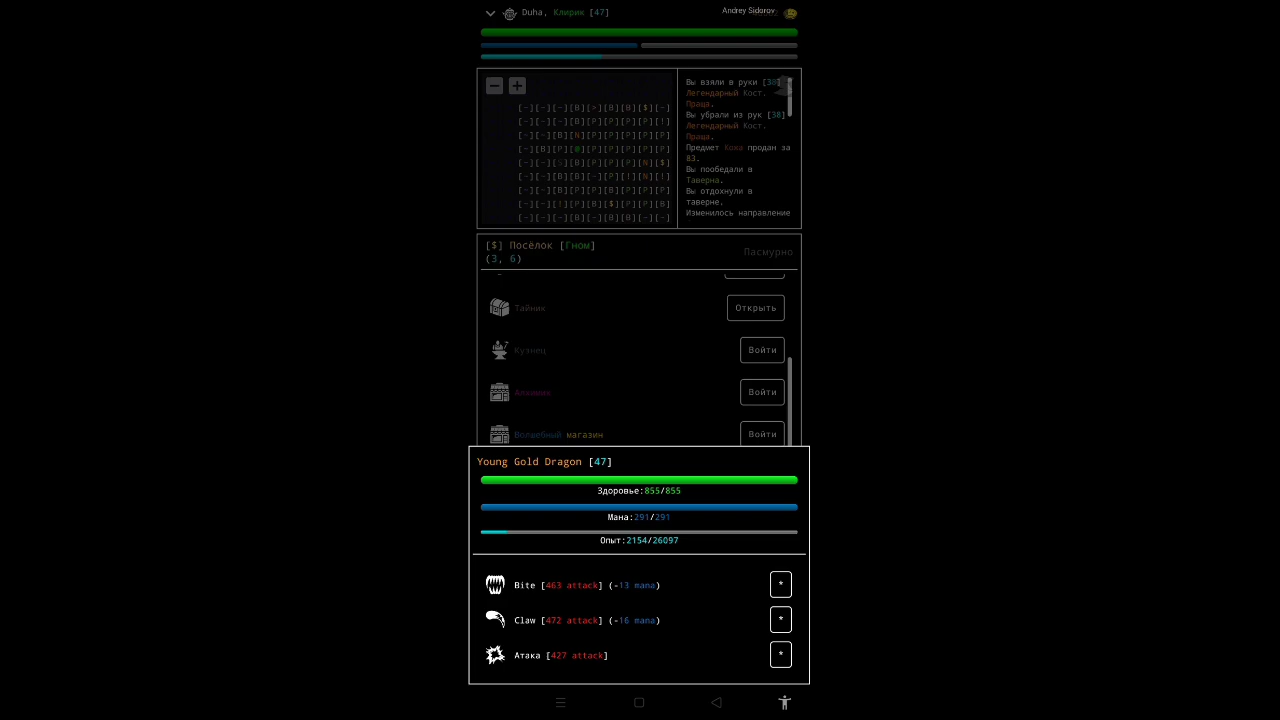 Duha, Клирик [47]
Andrey Sidorov
Вы взяли в руки [38]
Легендарный Кост.
Праща.
Вы убрали из рук [38]
Легендарный Кост.
Праща.
Предмет Кожа продан за
83.
Вы пообедали в
Таверна.
Вы отдохнули в
таверне.
Изменилось направление
[-][-][-][B][>][B][B][$][-]
[-][-][-][B][P][P][P][P][!]
[-][-][B][N][P][P][P][P][P]
[-][B][P][@][P][P][P][P][P]
[-][-][S][B][P][P][P][N][$]
[-][-][B][B][-][P][!][N][!]
[-][-][B][P][P][B][P][P][P]
[-][-][!][P][B][$][P][P][B]
[-][-][B][B][-][B][B][-][-]
[$] Посёлок [Гном]
(3, 6)
Пасмурно
Тайник
Открыть
Кузнец
Войти
Войти
Волшебный магазин
Войти
Young Gold Dragon [47]
Здоровье:855/855
Мана:291/291
Опыт:2154/26097
Bite [463 attack] (-13 mana)
*
Claw [472 attack] (-16 mana)
*
Атака [427 attack]
*